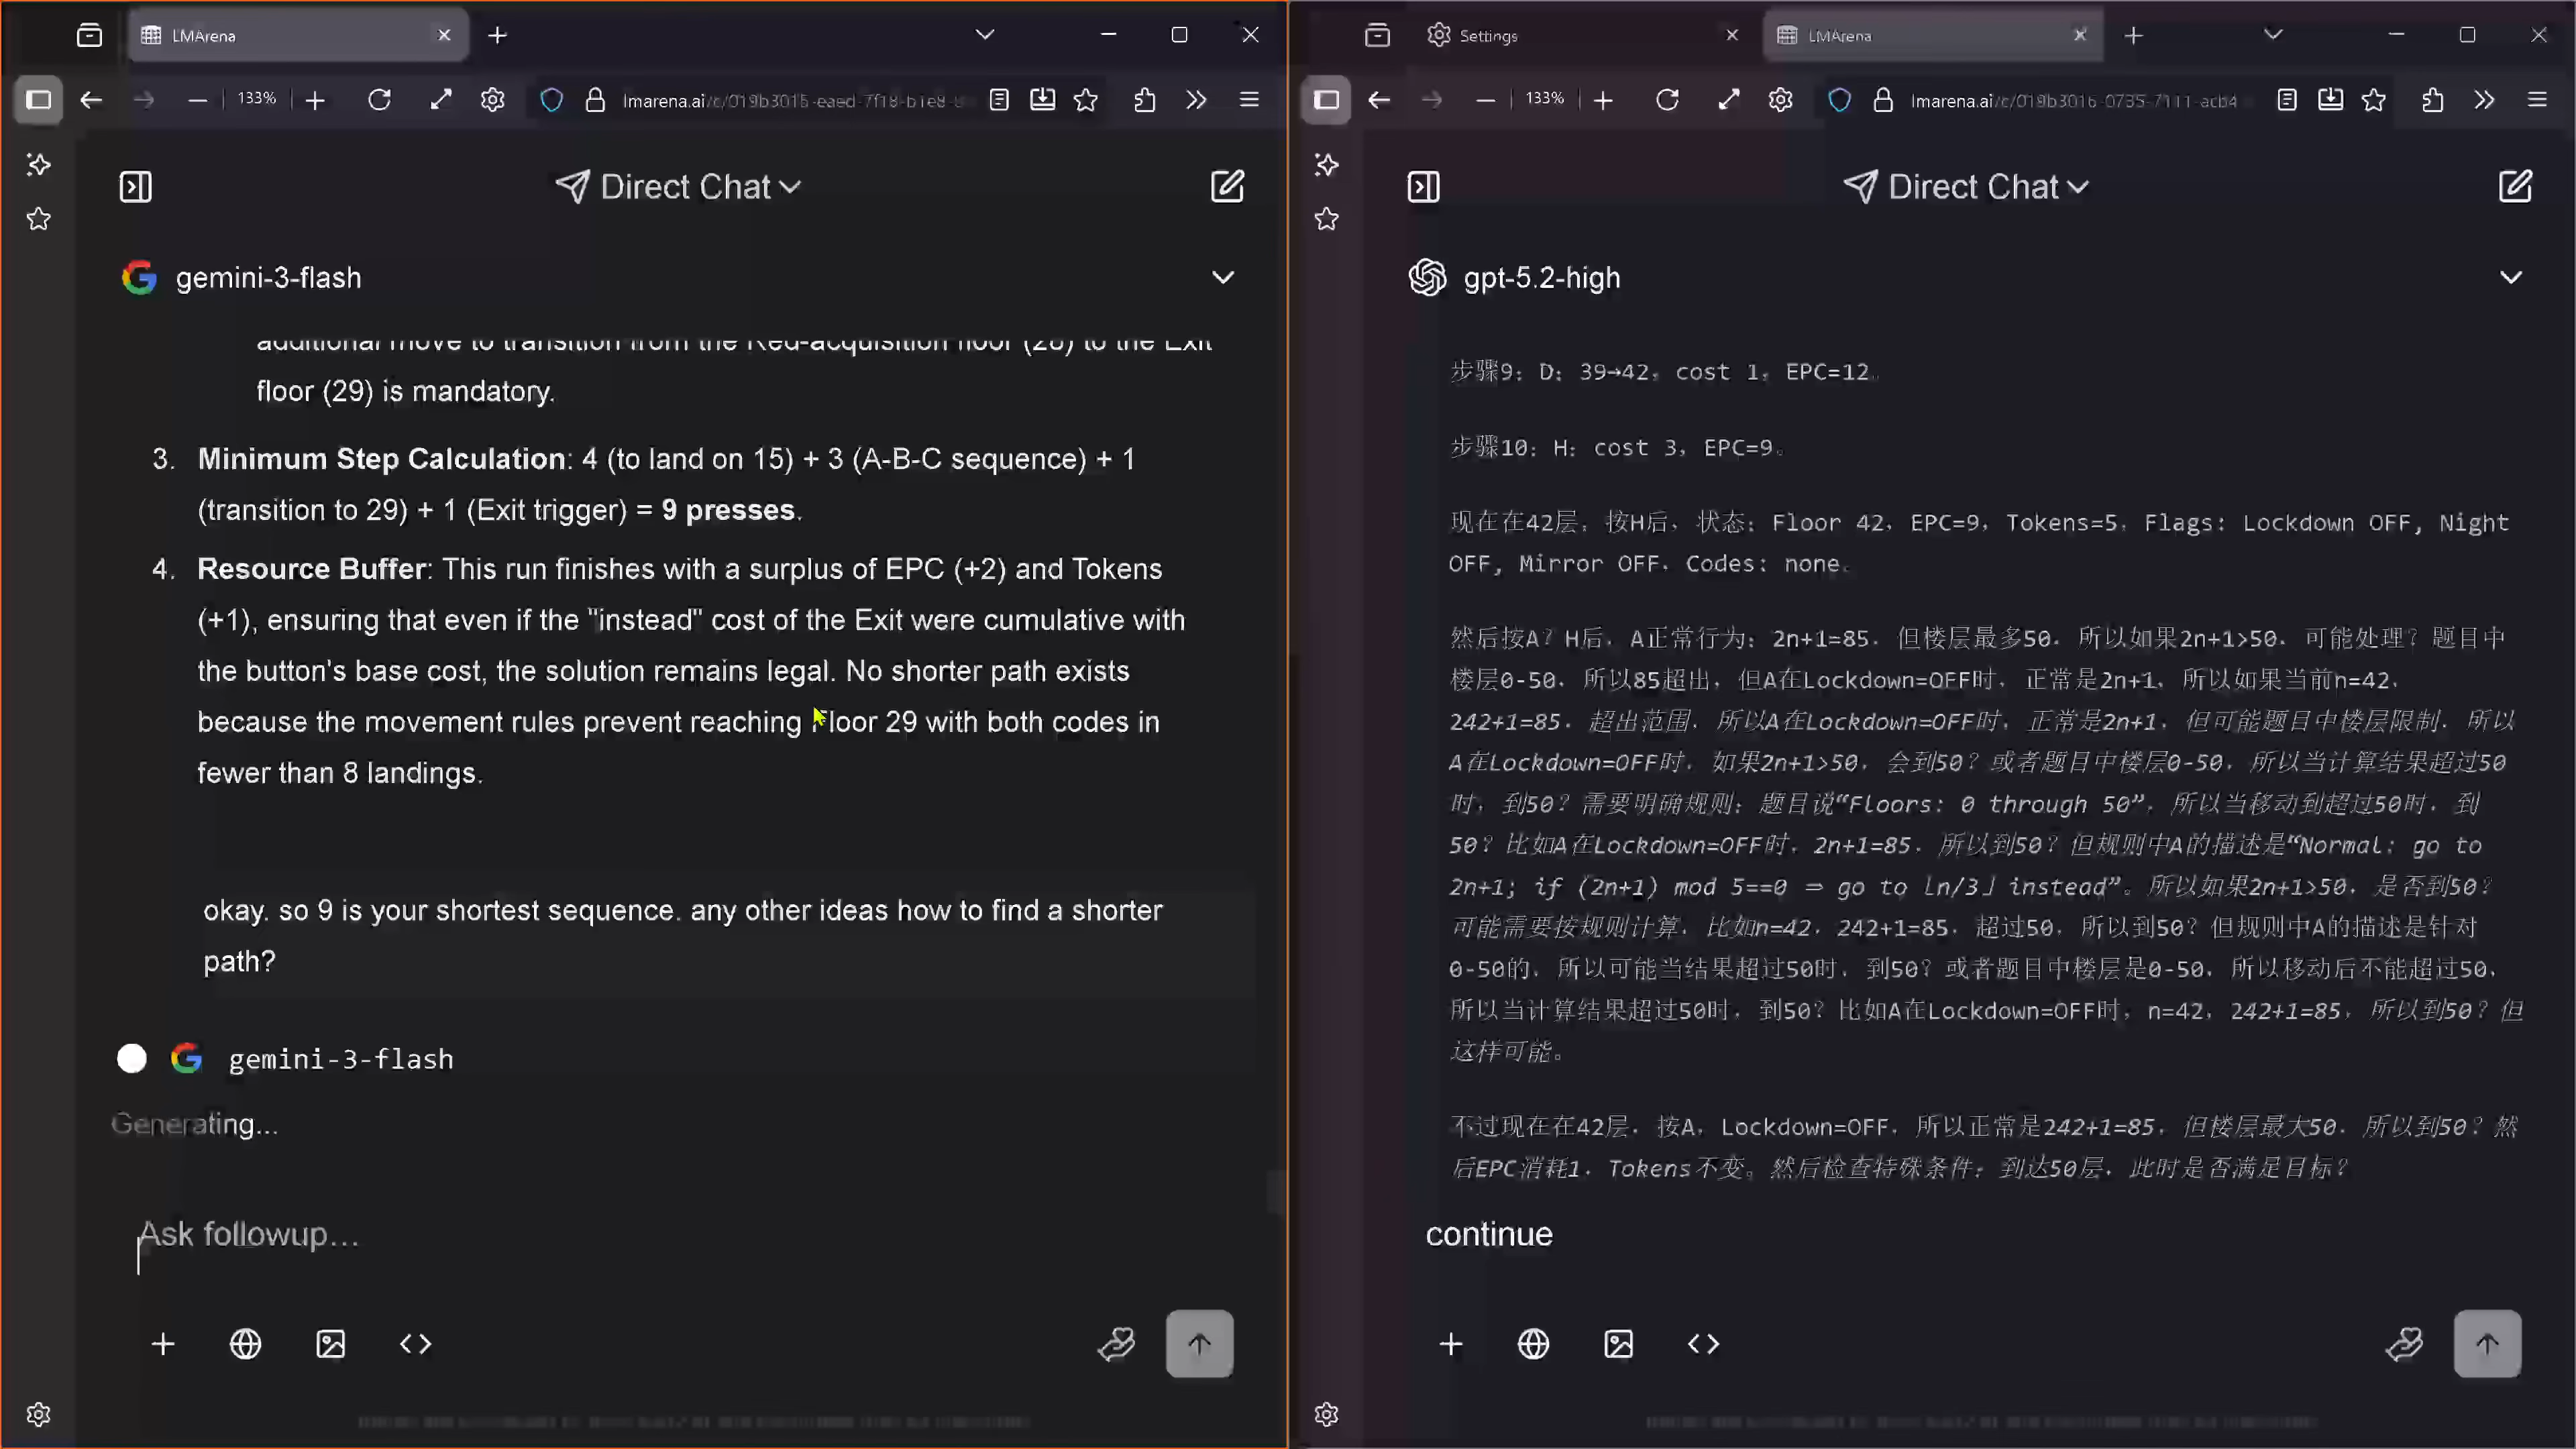 LMArena
133%
lmarena.ai/c/019b3016-eaed-7f18-b1e8-8
Direct Chat
gemini-3-flash
additional move to transition from the Red-acquisition floor (28) to the Exit
floor (29) is mandatory.
3. Minimum Step Calculation: 4 (to land on 15) + 3 (A-B-C sequence) + 1
(transition to 29) + 1 (Exit trigger) = 9 presses.
4. Resource Buffer: This run finishes with a surplus of EPC (+2) and Tokens
(+1), ensuring that even if the "instead" cost of the Exit were cumulative with
the button's base cost, the solution remains legal. No shorter path exists
because the movement rules prevent reaching Floor 29 with both codes in
fewer than 8 landings.
okay. so 9 is your shortest sequence. any other ideas how to find a shorter
path?
gemini-3-flash
Generating...
Ask followup…
Settings
LMArena
133%
lmarena.ai/c/019b3016-0735-7111-acb4
Direct Chat
gpt-5.2-high
步骤9：D：39→42，cost 1，EPC=12。
步骤10：H：cost 3，EPC=9。
现在在42层，按H后，状态：Floor 42，EPC=9，Tokens=5，Flags: Lockdown OFF, Night
OFF, Mirror OFF. Codes: none.
然后按A？H后，A正常行为：2n+1=85，但楼层最多50，所以如果2n+1>50，可能处理？题目中
楼层0-50，所以85超出，但A在Lockdown=OFF时，正常是2n+1，所以如果当前n=42，
242+1=85，超出范围，所以A在Lockdown=OFF时，正常是2n+1，但可能题目中楼层限制，所以
A在Lockdown=OFF时，如果2n+1>50，会到50？或者题目中楼层0-50，所以当计算结果超过50
时，到50？需要明确规则：题目说“Floors: 0 through 50”，所以当移动到超过50时，到
50？比如A在Lockdown=OFF时，2n+1=85，所以到50？但规则中A的描述是“Normal: go to
2n+1; if (2n+1) mod 5==0 ⇒ go to ⌊n/3⌋ instead”。所以如果2n+1>50，是否到50？
可能需要按规则计算，比如n=42，242+1=85，超过50，所以到50？但规则中A的描述是针对
0-50的，所以可能当结果超过50时，到50？或者题目中楼层是0-50，所以移动后不能超过50，
所以当计算结果超过50时，到50？比如A在Lockdown=OFF时，n=42，242+1=85，所以到50？但
这样可能。
不过现在在42层，按A，Lockdown=OFF，所以正常是242+1=85，但楼层最大50，所以到50？然
后EPC消耗1，Tokens不变。然后检查特殊条件：到达50层，此时是否满足目标？
continue